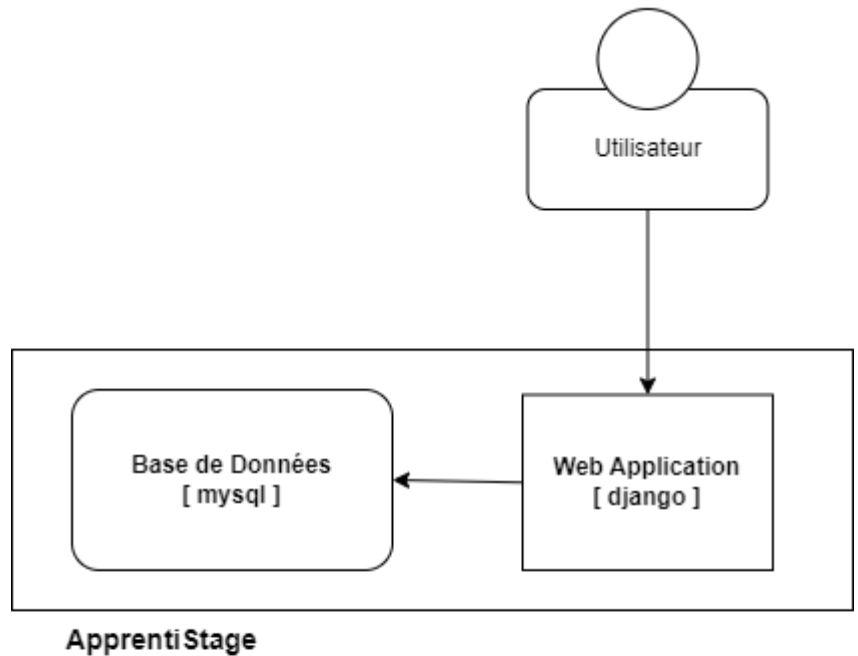 Utilisateur
Base de Données
[ mysql ]
Web Application
[ django ]
ApprentiStage